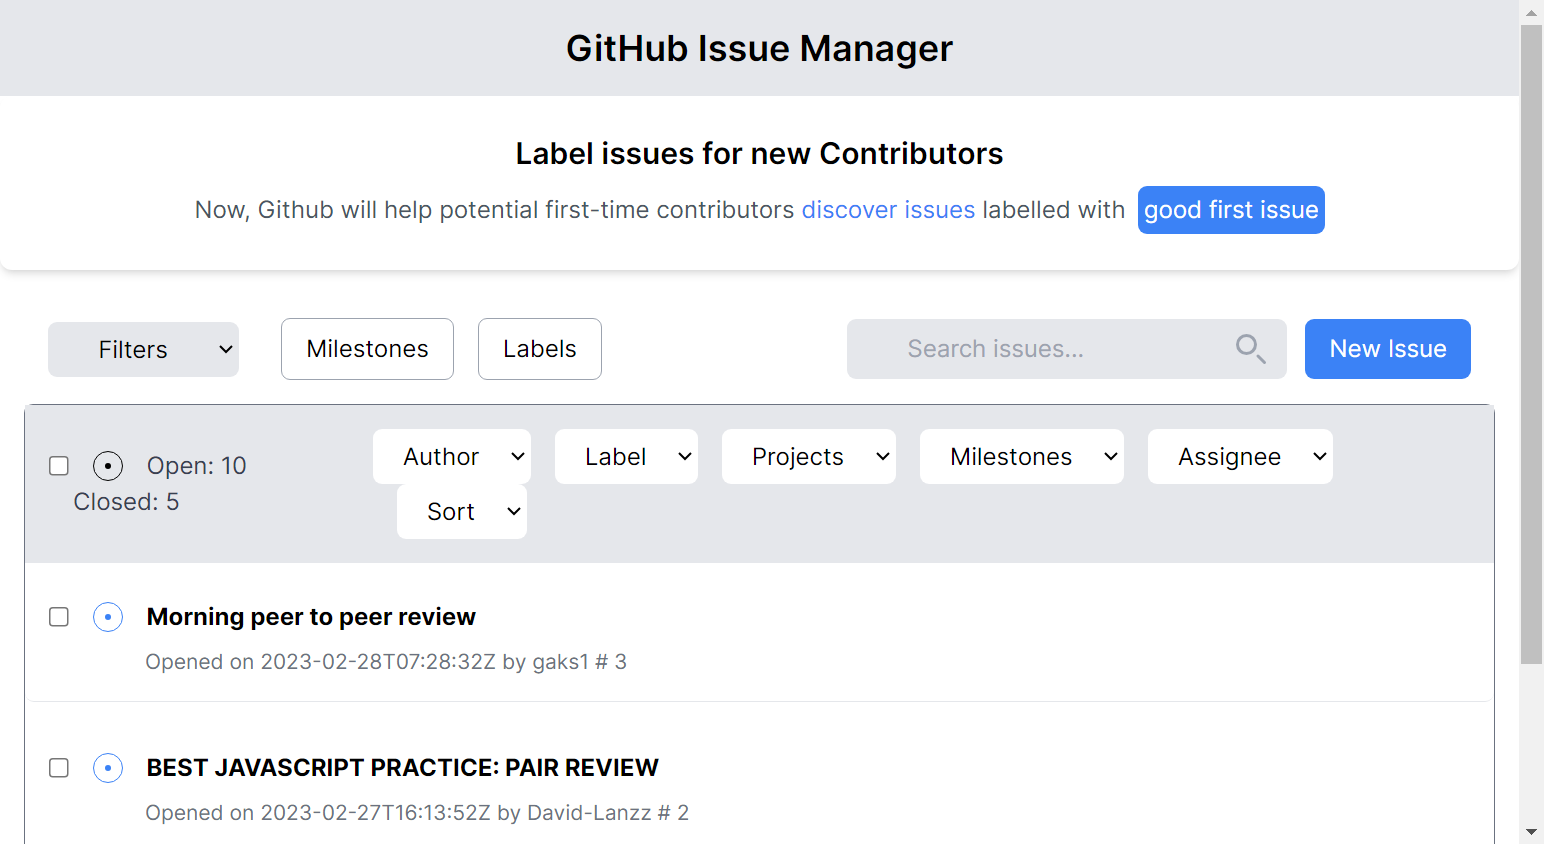 GitHub Issue Manager
Label issues for new Contributors
Now, Github will help potential first-time contributors discover issues labelled with good first issue
Filters Milestones Labels Search issues... New Issue
Open: 10 Author Label Projects Milestones Assignee
Closed: 5 Sort
Morning peer to peer review
Opened on 2023-02-28T07:28:32Z by gaks1 # 3
BEST JAVASCRIPT PRACTICE: PAIR REVIEW
Opened on 2023-02-27T16:13:52Z by David-Lanzz # 2